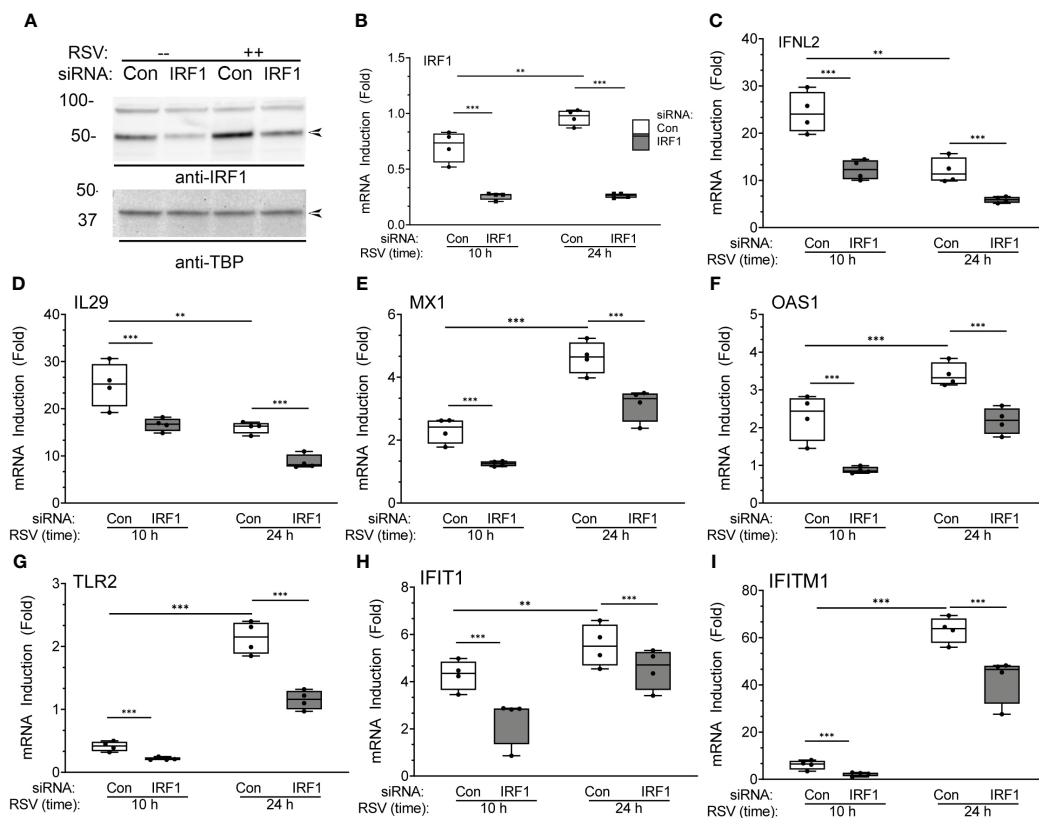 A
RSV: -- ++
siRNA: Con IRF1 Con IRF1
100-
50-
anti-IRF1
50-
37
anti-TBP
B
IRF1
mRNA Induction (Fold)
1.5
1.0
0.5
0.0
**
***
***
siRNA:
Con
IRF1
siRNA: Con IRF1 Con IRF1
RSV (time): 10 h 24 h
C
IFNL2
mRNA Induction (Fold)
40
30
20
10
0
**
***
***
siRNA: Con IRF1 Con IRF1
RSV (time): 10 h 24 h
D
IL29
mRNA Induction (Fold)
40
30
20
10
0
**
***
***
siRNA: Con IRF1 Con IRF1
RSV (time): 10 h 24 h
E
MX1
mRNA Induction (Fold)
6
4
2
0
***
***
***
siRNA: Con IRF1 Con IRF1
RSV (time): 10 h 24 h
F
OAS1
mRNA Induction (Fold)
5
4
3
2
1
0
***
***
***
siRNA: Con IRF1 Con IRF1
RSV (time): 10 h 24 h
G
TLR2
mRNA Induction (Fold)
3
2
1
0
***
***
***
siRNA: Con IRF1 Con IRF1
RSV (time): 10 h 24 h
H
IFIT1
mRNA Induction (Fold)
8
6
4
2
0
**
***
***
siRNA: Con IRF1 Con IRF1
RSV (time): 10 h 24 h
I
IFITM1
mRNA Induction (Fold)
80
60
40
20
0
***
***
***
siRNA: Con IRF1 Con IRF1
RSV (time): 10 h 24 h